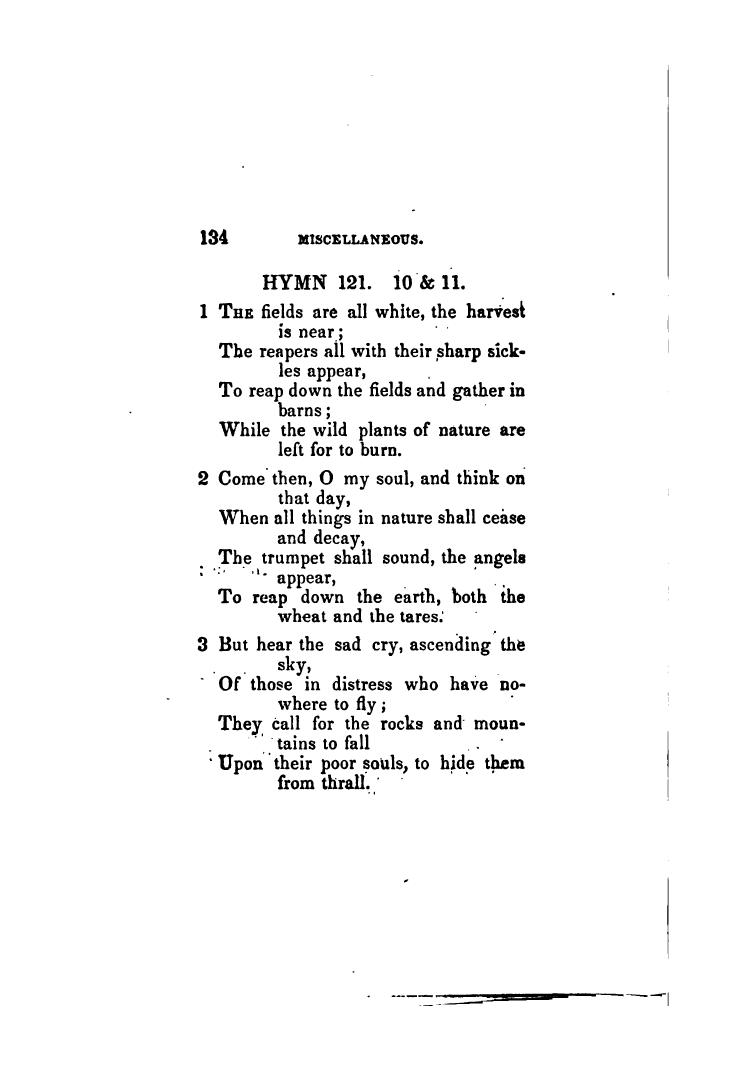 134 MISCELLANEOUS.
HYMN 121. 10 & 11.
1 THE fields are all white, the harvest
is near;
The reapers all with their sharp sick-
les appear,
To reap down the fields and gather in
barns;
While the wild plants of nature are
left for to burn.
2 Come then, O my soul, and think on
that day,
When all things in nature shall cease
and decay,
The trumpet shall sound, the angels
appear,
To reap down the earth, both the
wheat and the tares.
3 But hear the sad cry, ascending the
sky,
Of those in distress who have no-
where to fly;
They call for the rocks and moun-
tains to fall
Upon their poor souls, to hide them
from thrall.